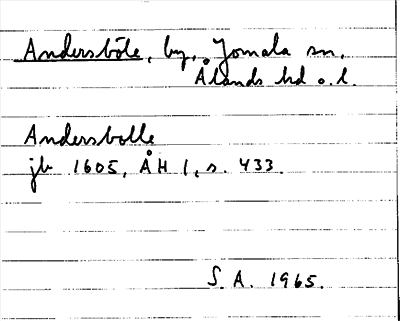 Andersböle, by, Jomala sn,
Ålands hd o. l.
Andersbolle
jb 1605, ÅH 1, s. 433.
S. A. 1965.